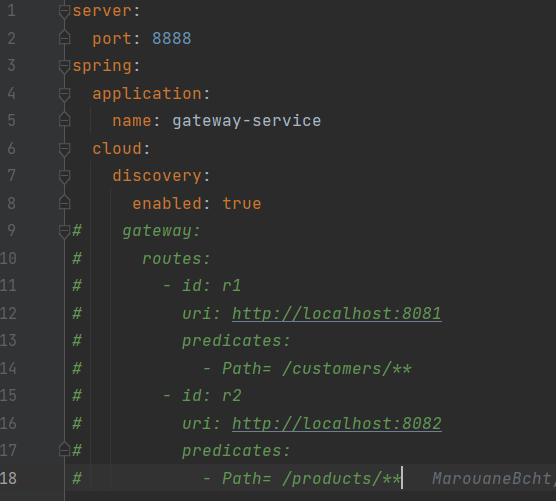 1 server:
2   port: 8888
3 spring:
4   application:
5     name: gateway-service
6   cloud:
7     discovery:
8       enabled: true
9 #    gateway:
10 #      routes:
11 #        - id: r1
12 #          uri: http://localhost:8081
13 #          predicates:
14 #            - Path= /customers/**
15 #        - id: r2
16 #          uri: http://localhost:8082
17 #          predicates:
18 #            - Path= /products/**   MarouaneBcht,